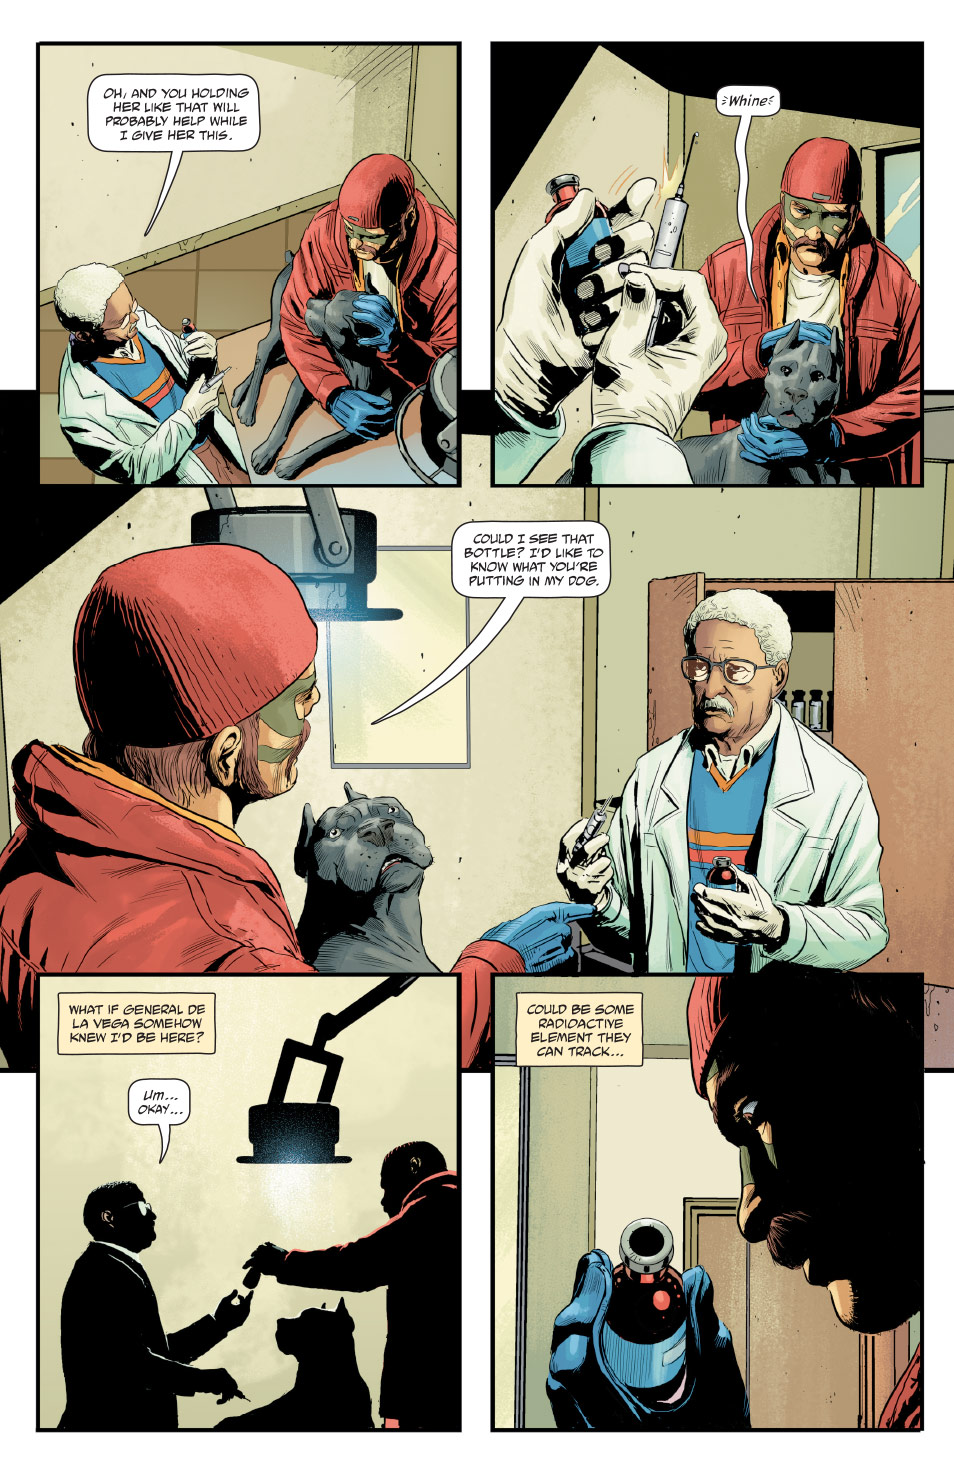 OH, AND YOU HOLDING
HER LIKE THAT WILL
PROBABLY HELP WHILE
I GIVE HER THIS.
Whine
COULD I SEE THAT
BOTTLE? I'D LIKE TO
KNOW WHAT YOU'RE
PUTTING IN MY DOG.
WHAT IF GENERAL DE
LA VEGA SOMEHOW
KNEW I'D BE HERE?
UM...
OKAY...
COULD BE SOME
RADIOACTIVE
ELEMENT THEY
CAN TRACK...